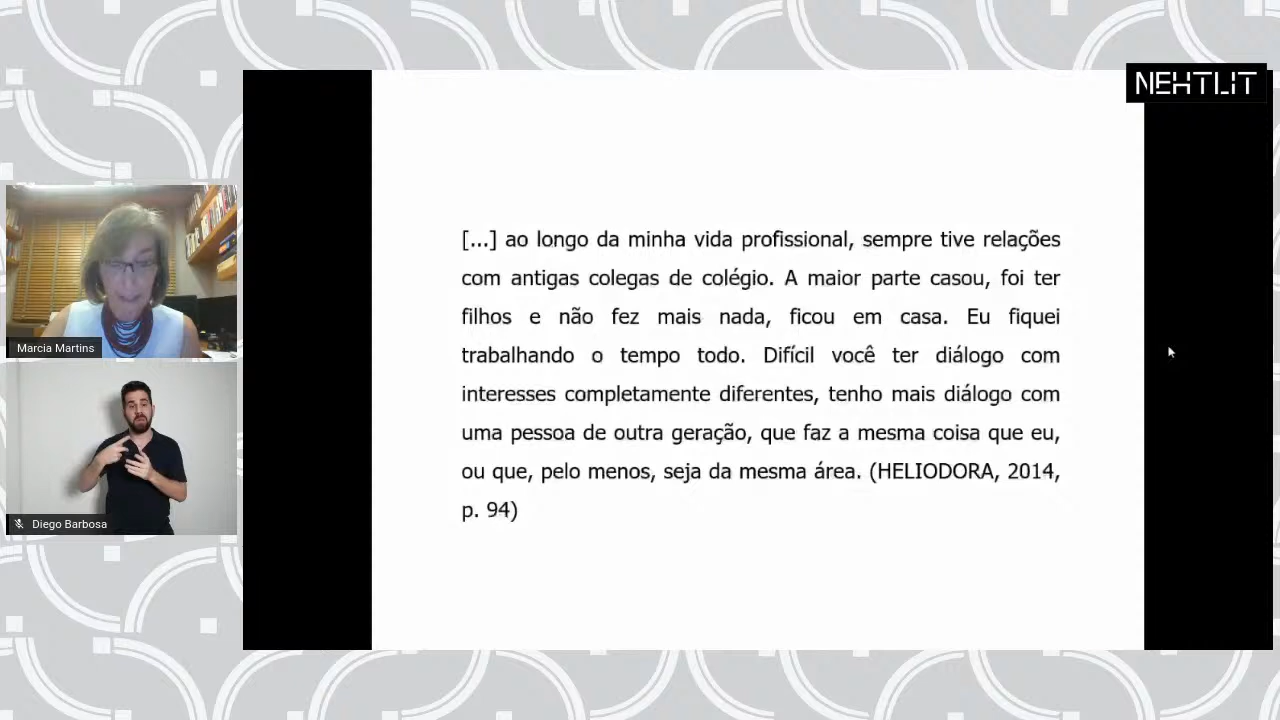 NEHTLIT
[...] ao longo da minha vida profissional, sempre tive relações
com antigas colegas de colégio. A maior parte casou, foi ter
filhos e não fez mais nada, ficou em casa. Eu fiquei
trabalhando o tempo todo. Difícil você ter diálogo com
interesses completamente diferentes, tenho mais diálogo com
uma pessoa de outra geração, que faz a mesma coisa que eu,
ou que, pelo menos, seja da mesma área. (HELIODORA, 2014,
p. 94)
Marcia Martins
Diego Barbosa